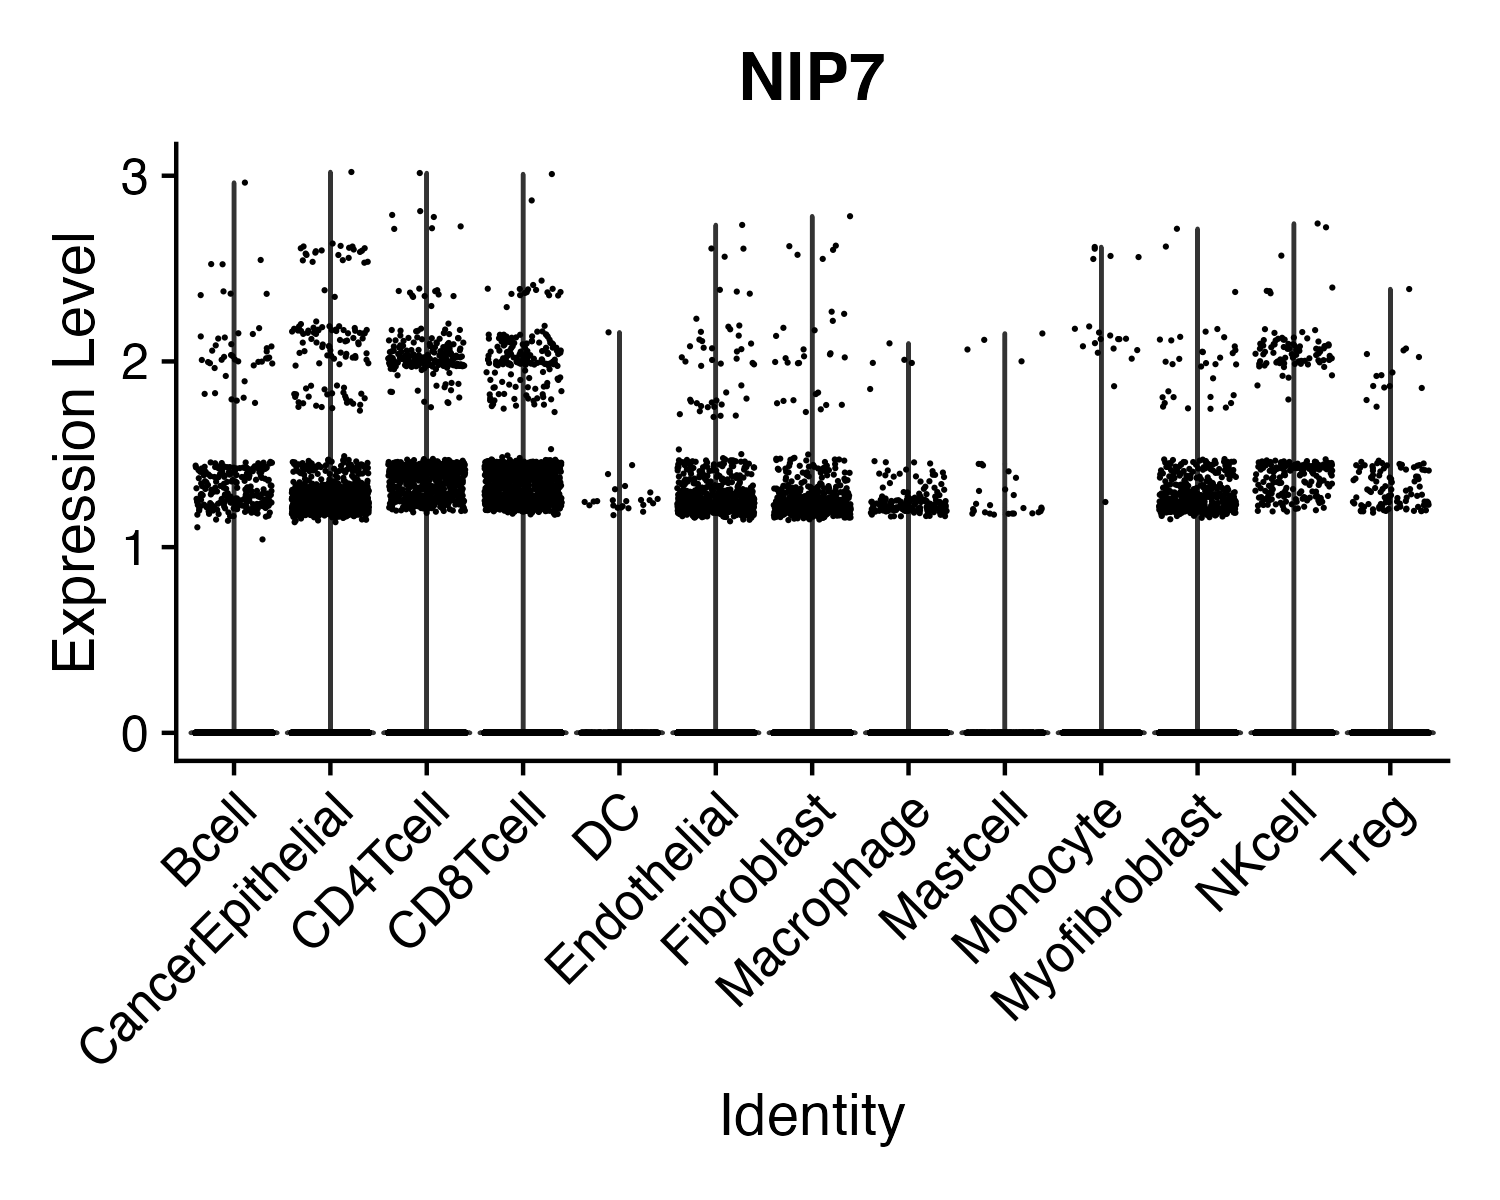 NIP7
Expression Level
3
2
1
0
Bcell
CancerEpithelial
CD4Tcell
CD8Tcell
DC
Endothelial
Fibroblast
Macrophage
Mastcell
Monocyte
Myofibroblast
NKcell
Treg
Identity